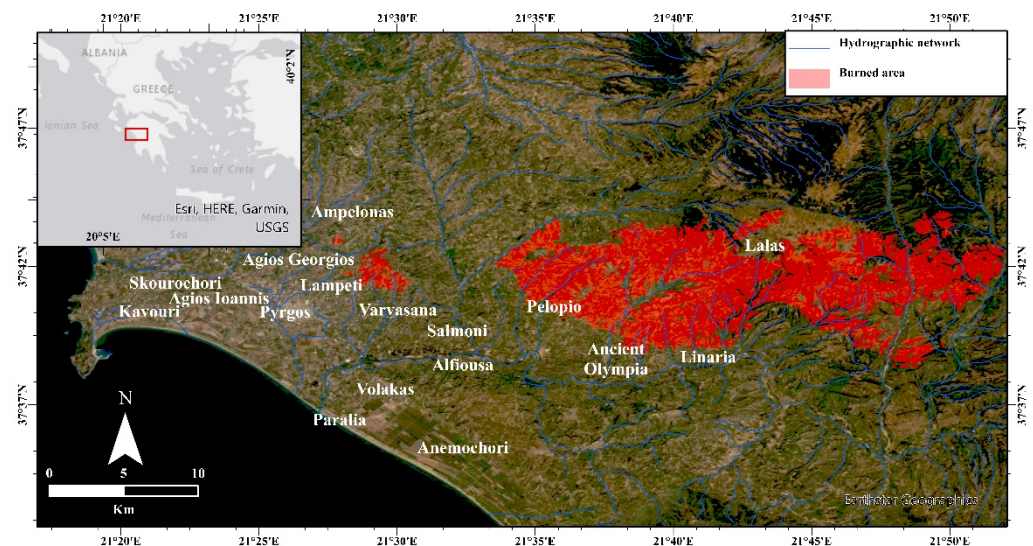 21°20'E 21°25'E 21°30'E 21°35'E 21°40'E 21°45'E 21°50'E
Hydrographic network
Burned area
ALBANIA
40°2'N
GREECE
Ionian Sea
Sea of Crete
Mediterranean
Sea
Esri, HERE, Garmin,
USGS
20°5'E
37°47'N
37°47'N
Ampelonas
Agios Georgios
Lalas
37°42'N
37°42'N
Skourochori
Lampeti
Agios Ioannis
Kavouri
Pyrgos
Varvasana
Pelopio
Salmoni
Ancient
Olympia
Linaria
Alfiousa
Volakas
37°37'N
37°37'N
N
Paralia
Anemochori
0 5 10
Km
Earthstar Geographics
21°20'E 21°25'E 21°30'E 21°35'E 21°40'E 21°45'E 21°50'E